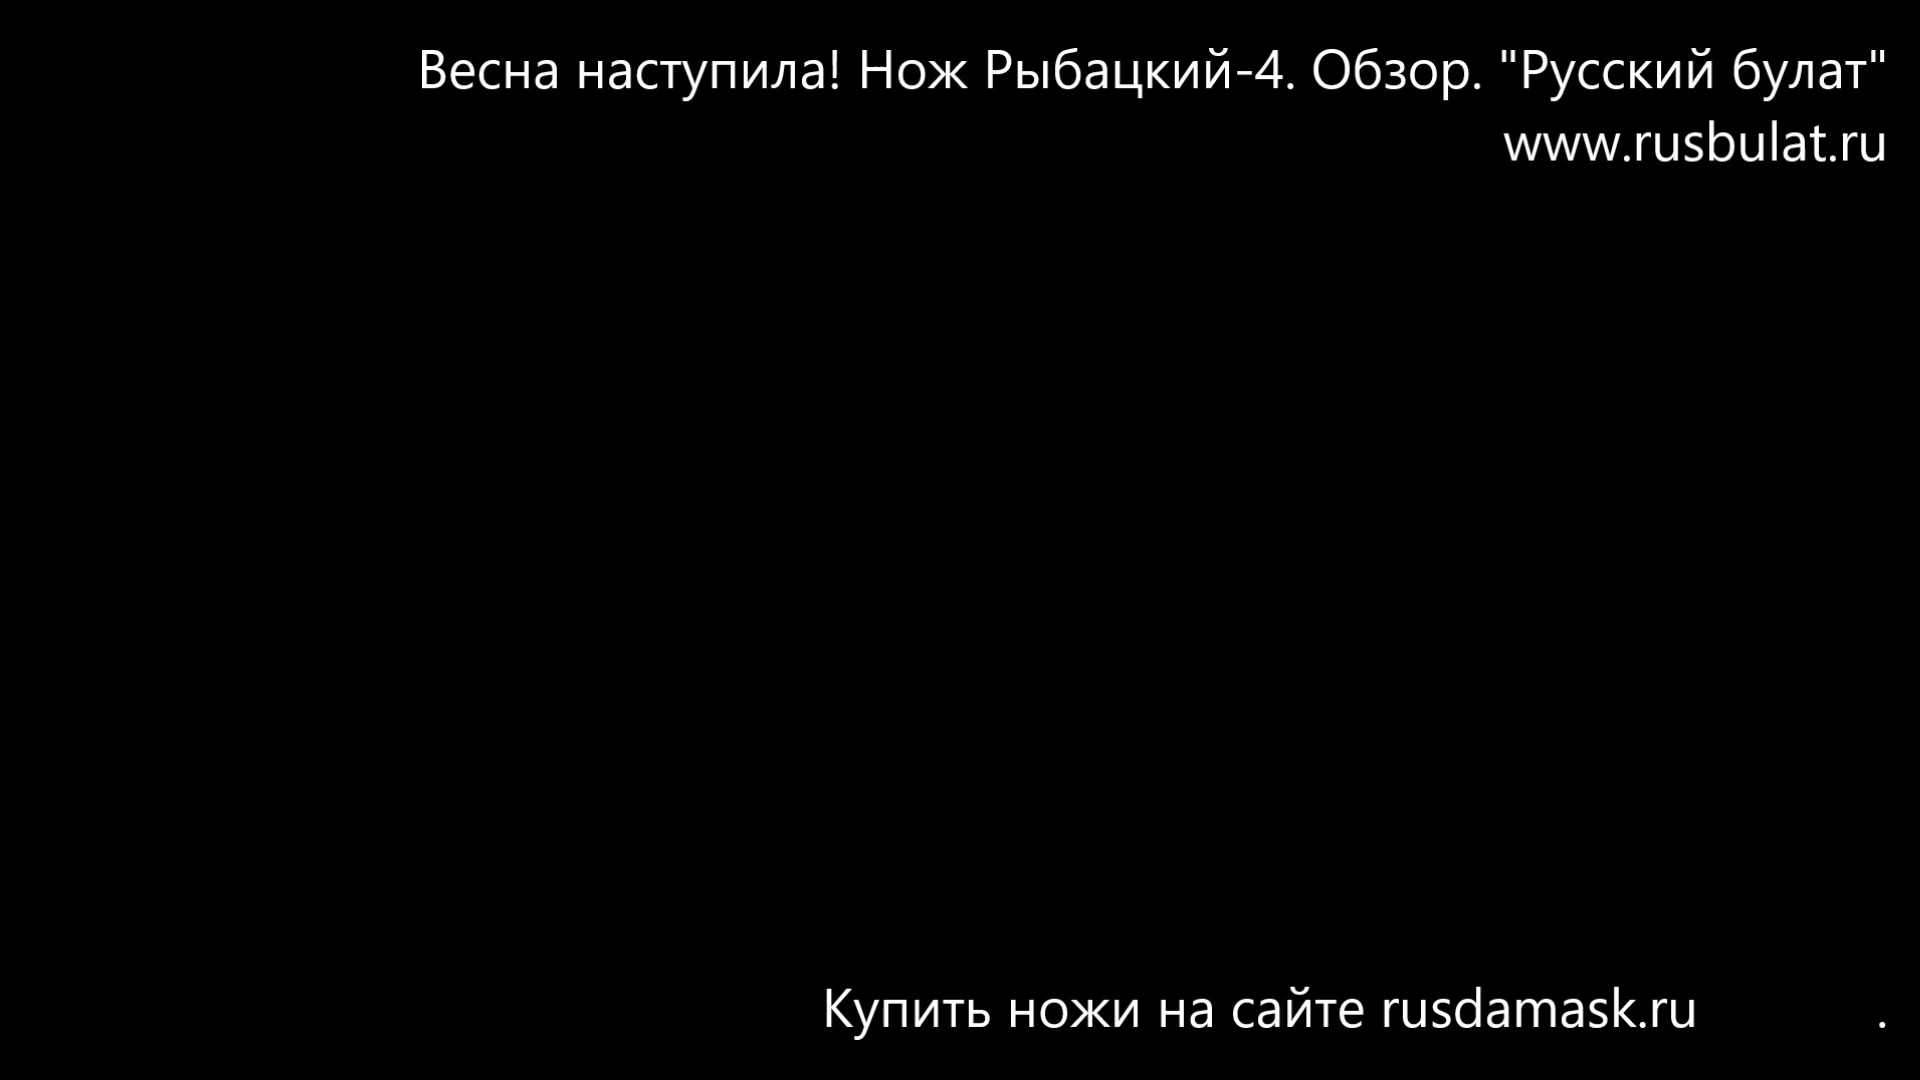 Весна наступила! Нож Рыбацкий-4. Обзор. "Русский булат"
www.rusbulat.ru
Купить ножи на сайте rusdamask.ru .